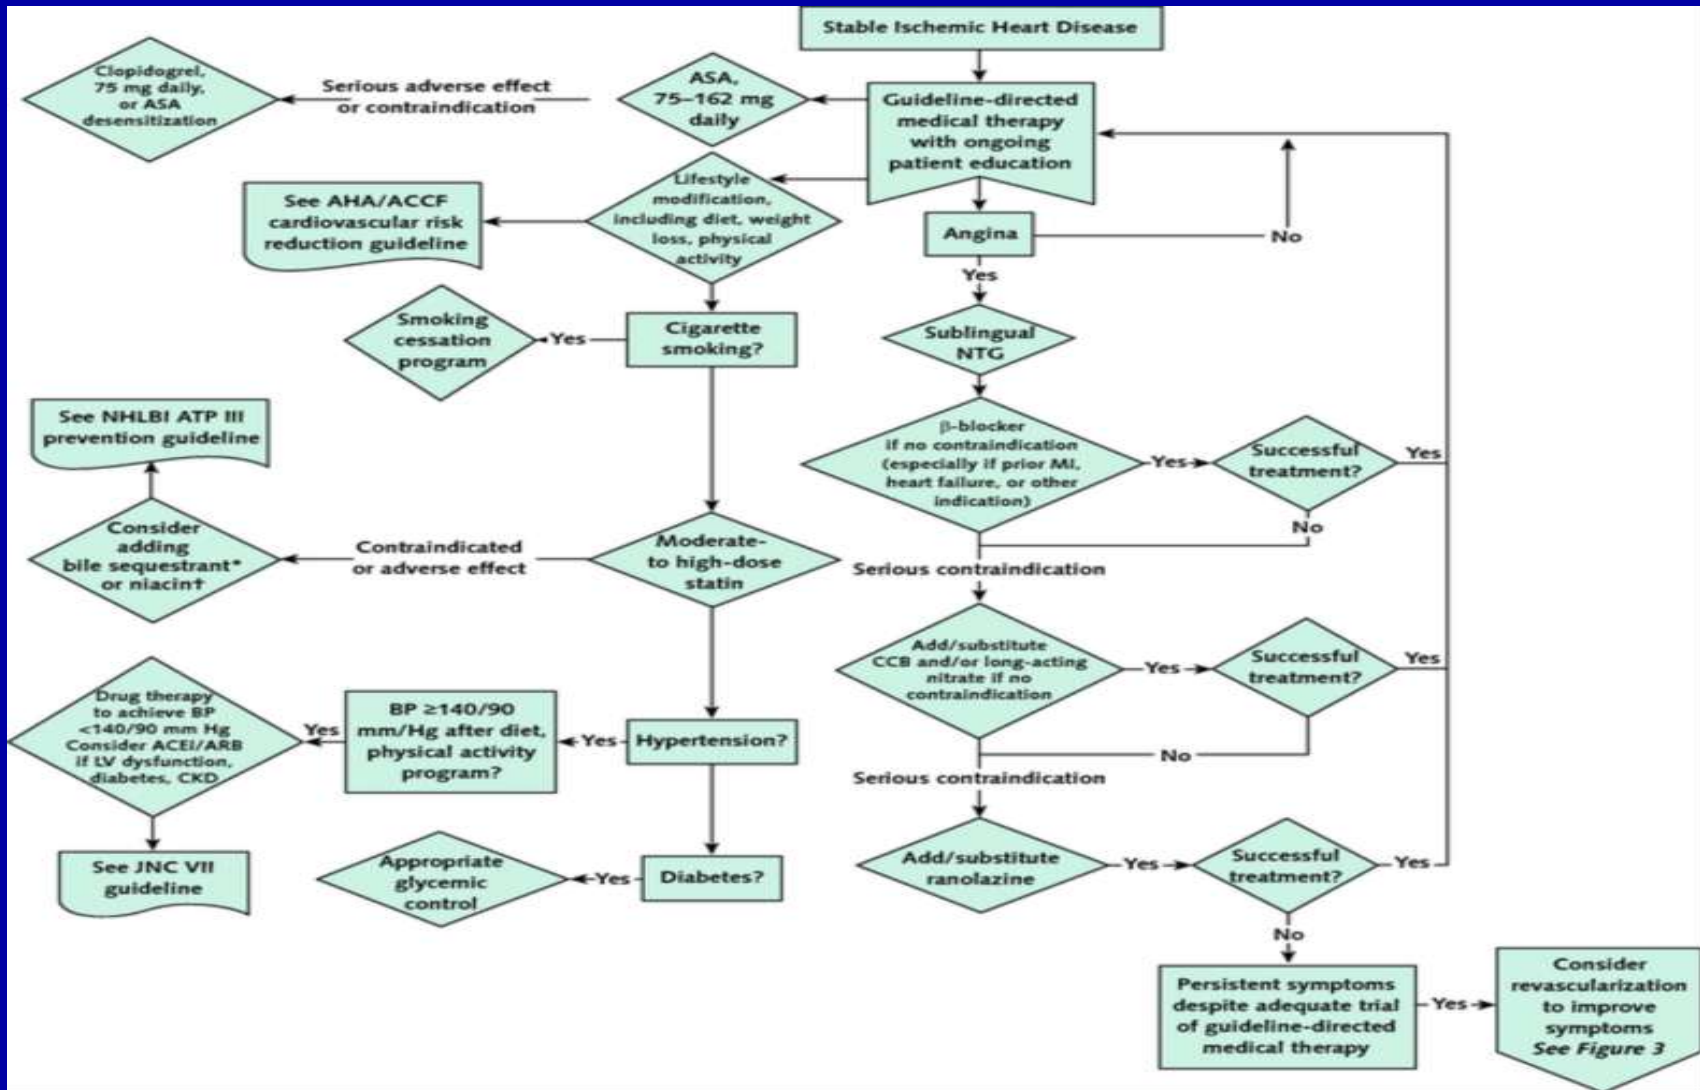 Stable Ischemic Heart Disease
Guideline-directed
medical therapy
with ongoing
patient education
ASA,
75–162 mg
daily
Serious adverse effect
or contraindication
Clopidogrel,
75 mg daily,
or ASA
desensitization
Lifestyle
modification,
including diet, weight
loss, physical
activity
See AHA/ACCF
cardiovascular risk
reduction guideline
Cigarette
smoking?
Yes
Smoking
cessation
program
Moderate-
to high-dose
statin
Contraindicated
or adverse effect
Consider
adding
bile sequestrant*
or niacin†
See NHLBI ATP III
prevention guideline
Hypertension?
Yes
BP ≥140/90
mm/Hg after diet,
physical activity
program?
Yes
Drug therapy
to achieve BP
<140/90 mm Hg
Consider ACEI/ARB
if LV dysfunction,
diabetes, CKD
See JNC VII
guideline
Diabetes?
Yes
Appropriate
glycemic
control
Angina
No
Yes
Sublingual
NTG
β-blocker
if no contraindication
(especially if prior MI,
heart failure, or other
indication)
Yes
Successful
treatment?
Yes
No
Serious contraindication
Add/substitute
CCB and/or long-acting
nitrate if no
contraindication
Yes
Successful
treatment?
Yes
No
Serious contraindication
Add/substitute
ranolazine
Yes
Successful
treatment?
Yes
No
Persistent symptoms
despite adequate trial
of guideline-directed
medical therapy
Yes
Consider
revascularization
to improve
symptoms
See Figure 3